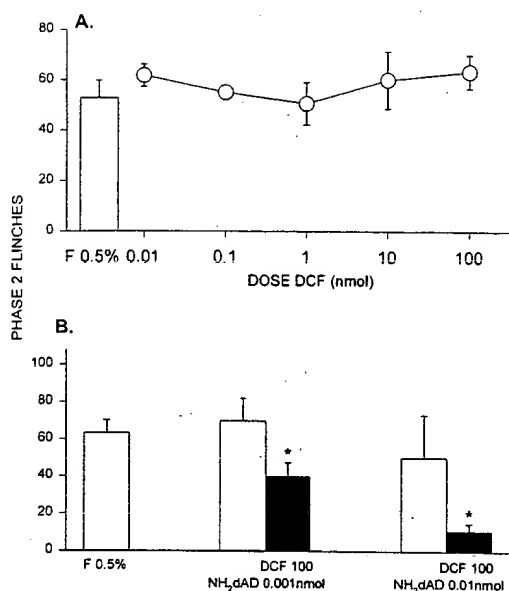 A.
80
60
40
20
0
F 0.5% 0.01 0.1 1 10 100
DOSE DCF (nmol)
PHASE 2 FLINCHES
B.
100
80
60
40
20
0
*
*
F 0.5%
DCF 100
NH₂dAD 0.001nmol
DCF 100
NH₂dAD 0.01nmol